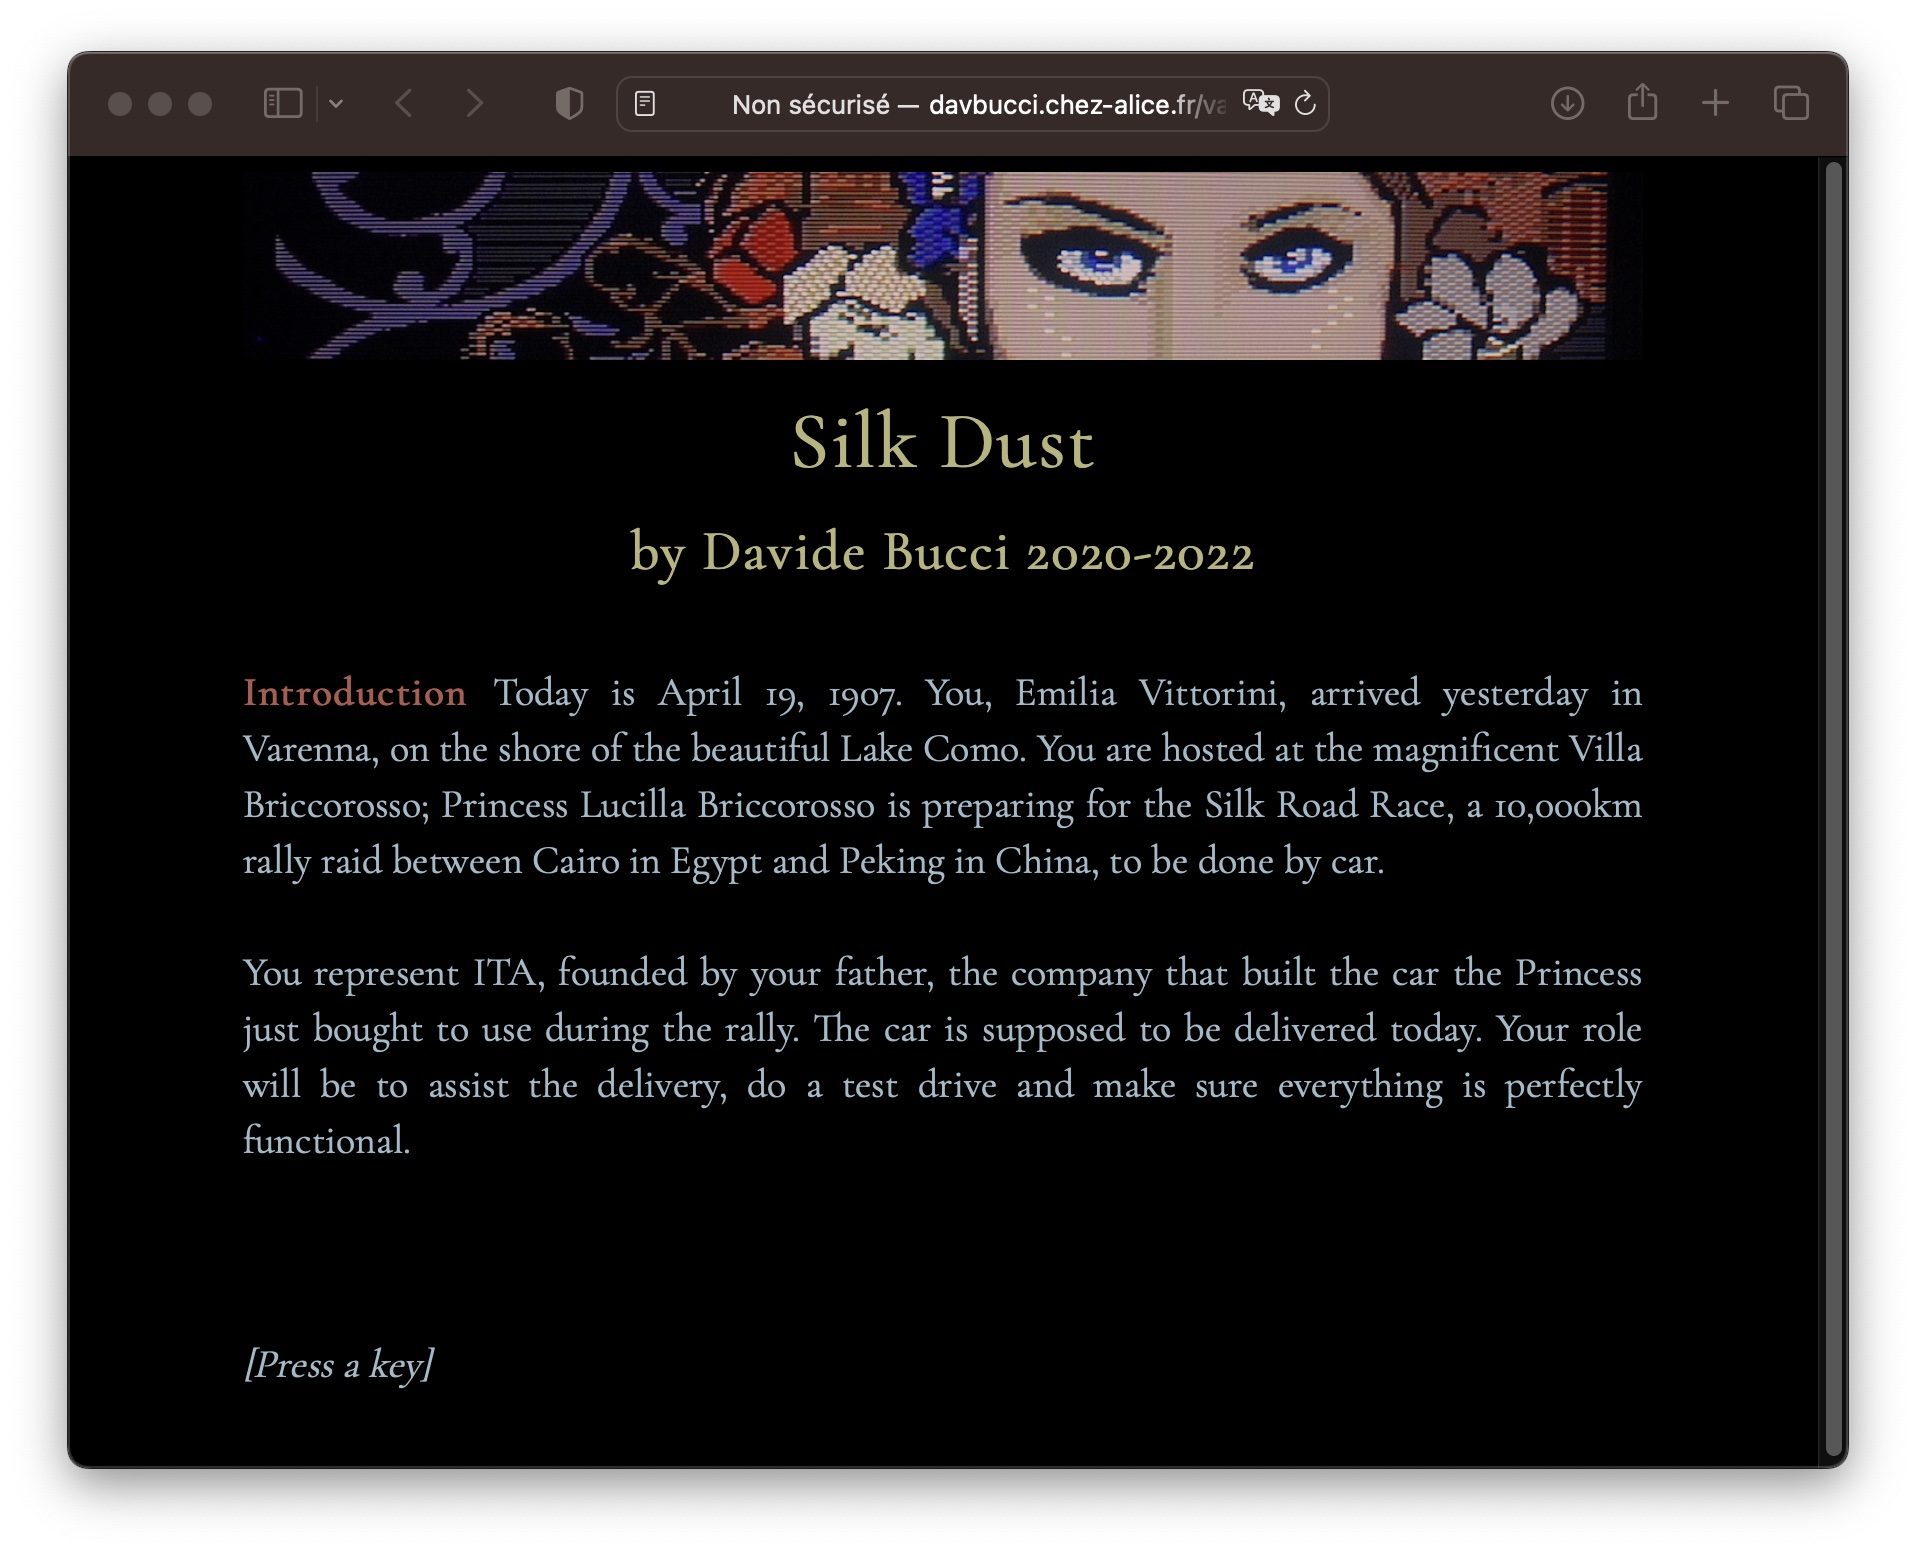 Non sécurisé — davbucci.chez-alice.fr/va
Silk Dust
by Davide Bucci 2020-2022
Introduction Today is April 19, 1907. You, Emilia Vittorini, arrived yesterday in
Varenna, on the shore of the beautiful Lake Como. You are hosted at the magnificent Villa
Briccorosso; Princess Lucilla Briccorosso is preparing for the Silk Road Race, a 10,000km
rally raid between Cairo in Egypt and Peking in China, to be done by car.
You represent ITA, founded by your father, the company that built the car the Princess
just bought to use during the rally. The car is supposed to be delivered today. Your role
will be to assist the delivery, do a test drive and make sure everything is perfectly
functional.
[Press a key]